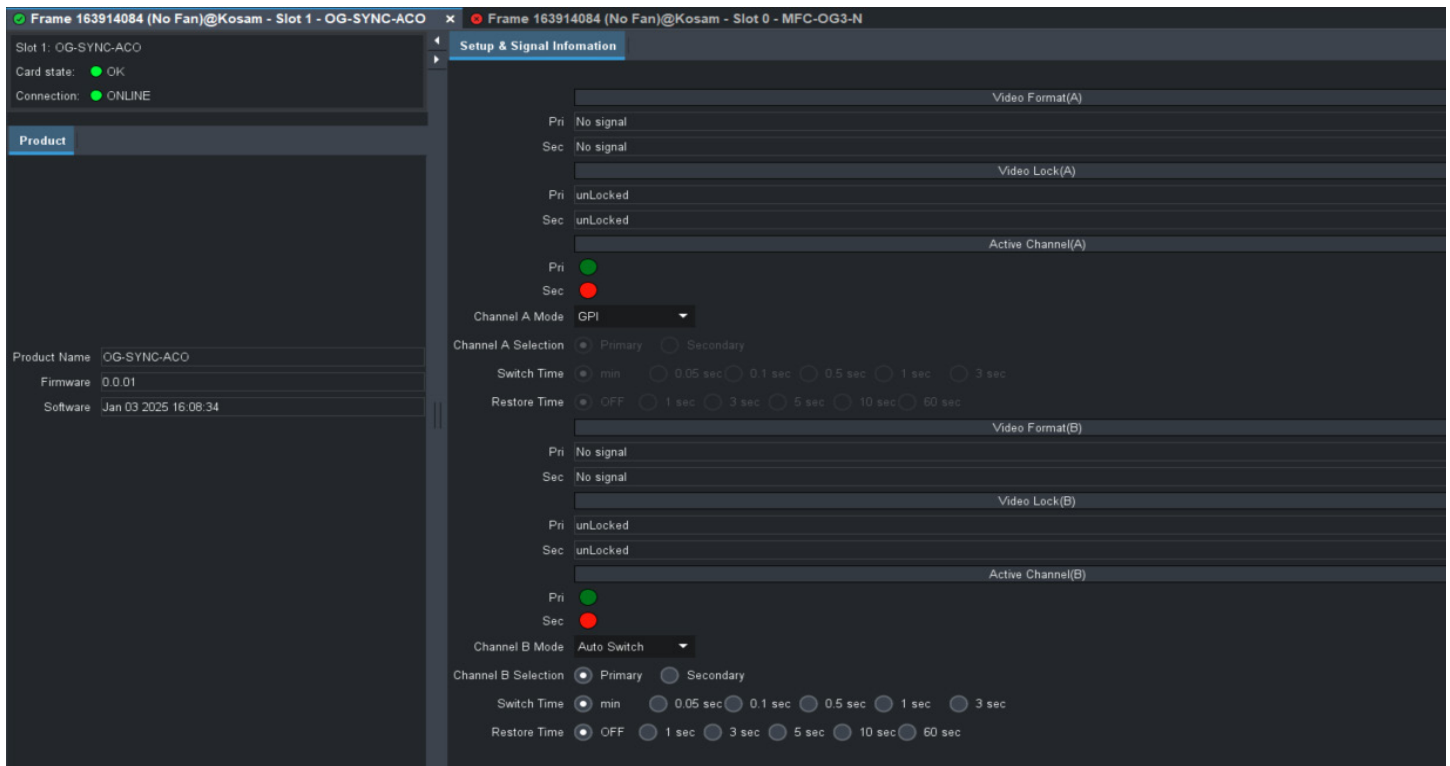 Frame 163914084 (No Fan)@Kosam - Slot 1 - OG-SYNC-ACO
Frame 163914084 (No Fan)@Kosam - Slot 0 - MFC-OG3-N
Slot 1: OG-SYNC-ACO
Card state: OK
Connection: ONLINE
Product
Product Name OG-SYNC-ACO
Firmware 0.0.01
Software Jan 03 2025 16:08:34
Setup & Signal Infomation
Video Format(A)
Pri No signal
Sec No signal
Video Lock(A)
Pri unLocked
Sec unLocked
Active Channel(A)
Pri
Sec
Channel A Mode GPI
Channel A Selection Primary Secondary
Switch Time min 0.05 sec 0.1 sec 0.5 sec 1 sec 3 sec
Restore Time OFF 1 sec 3 sec 5 sec 10 sec 60 sec
Video Format(B)
Pri No signal
Sec No signal
Video Lock(B)
Pri unLocked
Sec unLocked
Active Channel(B)
Pri
Sec
Channel B Mode Auto Switch
Channel B Selection Primary Secondary
Switch Time min 0.05 sec 0.1 sec 0.5 sec 1 sec 3 sec
Restore Time OFF 1 sec 3 sec 5 sec 10 sec 60 sec